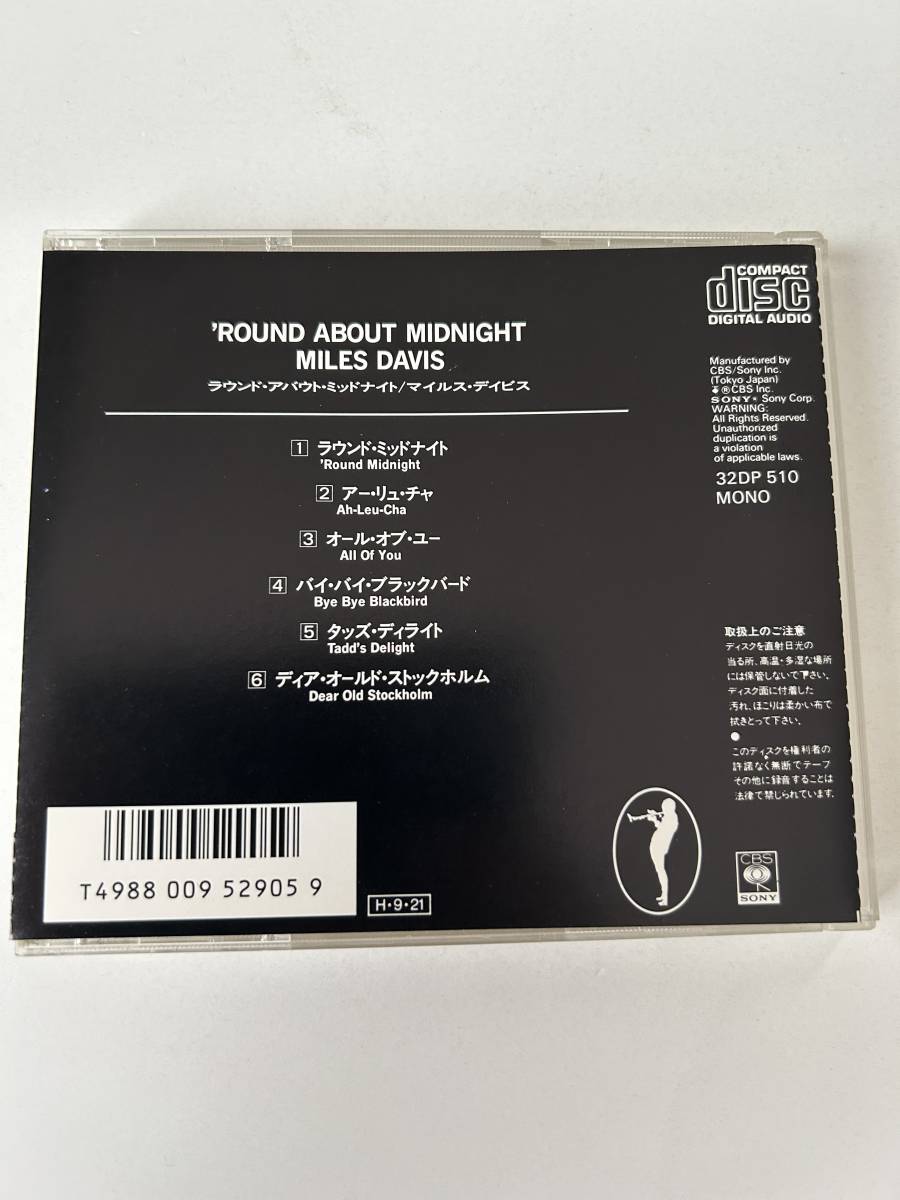 'ROUND ABOUT MIDNIGHT
MILES DAVIS
ラウンド・アバウト・ミッドナイト/マイルス・デイビス
1 ラウンド・ミッドナイト
'Round Midnight
2 アー・リュ・チャ
Ah-Leu-Cha
3 オール・オブ・ユー
All Of You
4 バイ・バイ・ブラックバード
Bye Bye Blackbird
5 タッズ・ディライト
Tadd's Delight
6 ディア・オールド・ストックホルム
Dear Old Stockholm
COMPACT
disc
DIGITAL AUDIO
Manufactured by
CBS/Sony Inc.
(Tokyo Japan)
℗ CBS Inc.
SONY® Sony Corp.
WARNING:
All Rights Reserved.
Unauthorized
duplication is
a violation
of applicable laws.
32DP 510
MONO
取扱上のご注意
ディスクを直射日光の
当る所、高温・多湿な場所
には保管しないで下さい。
ディスク面に付着した
汚れ、ほこりは柔かい布で
拭きとって下さい。
●
このディスクを権利者の
許諾なく無断でテープ
その他に録音することは
法律で禁じられています。
T4988 009 52905 9
H・9・21
CBS
SONY